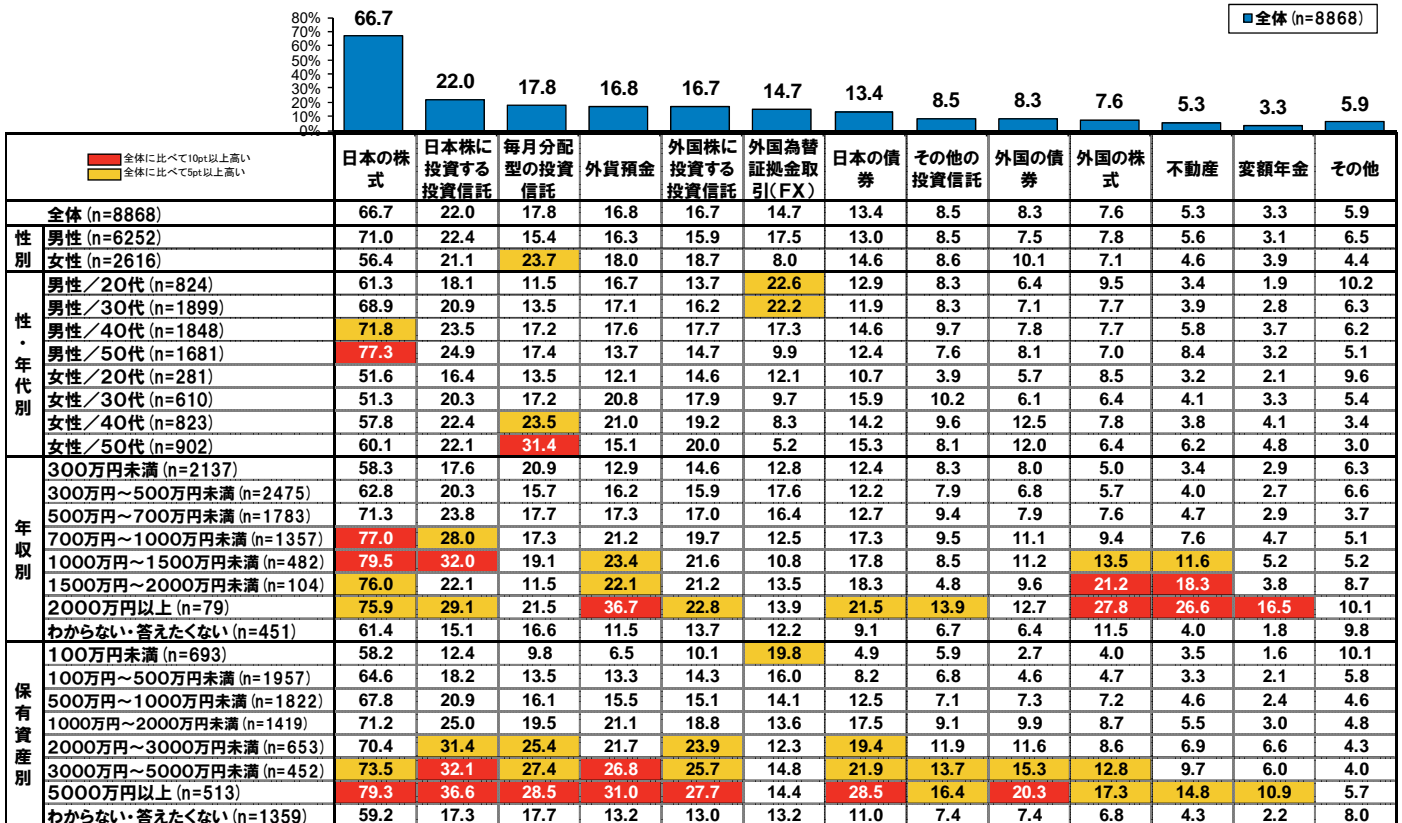 全体(n=8868)
80%
70%
60%
50%
40%
30%
20%
10%
0%
66.7 22.0 17.8 16.8 16.7 14.7 13.4 8.5 8.3 7.6 5.3 3.3 5.9
全体に比べて10pt以上高い
全体に比べて5pt以上高い
日本の株式 日本株に投資する投資信託 毎月分配型の投資信託 外貨預金 外国株に投資する投資信託 外国為替証拠金取引(FX) 日本の債券 その他の投資信託 外国の債券 外国の株式 不動産 変額年金 その他
全体(n=8868) 66.7 22.0 17.8 16.8 16.7 14.7 13.4 8.5 8.3 7.6 5.3 3.3 5.9
性別
男性(n=6252) 71.0 22.4 15.4 16.3 15.9 17.5 13.0 8.5 7.5 7.8 5.6 3.1 6.5
女性(n=2616) 56.4 21.1 23.7 18.0 18.7 8.0 14.6 8.6 10.1 7.1 4.6 3.9 4.4
性・年代別
男性/20代(n=824) 61.3 18.1 11.5 16.7 13.7 22.6 12.9 8.3 6.4 9.5 3.4 1.9 10.2
男性/30代(n=1899) 68.9 20.9 13.5 17.1 16.2 22.2 11.9 8.3 7.1 7.7 3.9 2.8 6.3
男性/40代(n=1848) 71.8 23.5 17.2 17.6 17.7 17.3 14.6 9.7 7.8 7.7 5.8 3.7 6.2
男性/50代(n=1681) 77.3 24.9 17.4 13.7 14.7 9.9 12.4 7.6 8.1 7.0 8.4 3.2 5.1
女性/20代(n=281) 51.6 16.4 13.5 12.1 14.6 12.1 10.7 3.9 5.7 8.5 3.2 2.1 9.6
女性/30代(n=610) 51.3 20.3 17.2 20.8 17.9 9.7 15.9 10.2 6.1 6.4 4.1 3.3 5.4
女性/40代(n=823) 57.8 22.4 23.5 21.0 19.2 8.3 14.2 9.6 12.5 7.8 3.8 4.1 3.4
女性/50代(n=902) 60.1 22.1 31.4 15.1 20.0 5.2 15.3 8.1 12.0 6.4 6.2 4.8 3.0
年収別
300万円未満(n=2137) 58.3 17.6 20.9 12.9 14.6 12.8 12.4 8.3 8.0 5.0 3.4 2.9 6.3
300万円~500万円未満(n=2475) 62.8 20.3 15.7 16.2 15.9 17.6 12.2 7.9 6.8 5.7 4.0 2.7 6.6
500万円~700万円未満(n=1783) 71.3 23.8 17.7 17.3 17.0 16.4 12.7 9.4 7.9 7.6 4.7 2.9 3.7
700万円~1000万円未満(n=1357) 77.0 28.0 17.3 21.2 19.7 12.5 17.3 9.5 11.1 9.4 7.6 4.7 5.1
1000万円~1500万円未満(n=482) 79.5 32.0 19.1 23.4 21.6 10.8 17.8 8.5 11.2 13.5 11.6 5.2 5.2
1500万円~2000万円未満(n=104) 76.0 22.1 11.5 22.1 21.2 13.5 18.3 4.8 9.6 21.2 18.3 3.8 8.7
2000万円以上(n=79) 75.9 29.1 21.5 36.7 22.8 13.9 21.5 13.9 12.7 27.8 26.6 16.5 10.1
わからない・答えたくない(n=451) 61.4 15.1 16.6 11.5 13.7 12.2 9.1 6.7 6.4 11.5 4.0 1.8 9.8
保有資産別
100万円未満(n=693) 58.2 12.4 9.8 6.5 10.1 19.8 4.9 5.9 2.7 4.0 3.5 1.6 10.1
100万円~500万円未満(n=1957) 64.6 18.2 13.5 13.3 14.3 16.0 8.2 6.8 4.6 4.7 3.3 2.1 5.8
500万円~1000万円未満(n=1822) 67.8 20.9 16.1 15.5 15.1 14.1 12.5 7.1 7.3 7.2 4.6 2.4 4.6
1000万円~2000万円未満(n=1419) 71.2 25.0 19.5 21.1 18.8 13.6 17.5 9.1 9.9 8.7 5.5 3.0 4.8
2000万円~3000万円未満(n=653) 70.4 31.4 25.4 21.7 23.9 12.3 19.4 11.9 11.6 8.6 6.9 6.6 4.3
3000万円~5000万円未満(n=452) 73.5 32.1 27.4 26.8 25.7 14.8 21.9 13.7 15.3 12.8 9.7 6.0 4.0
5000万円以上(n=513) 79.3 36.6 28.5 31.0 27.7 14.4 28.5 16.4 20.3 17.3 14.8 10.9 5.7
わからない・答えたくない(n=1359) 59.2 17.3 17.7 13.2 13.0 13.2 11.0 7.4 7.4 6.8 4.3 2.2 8.0